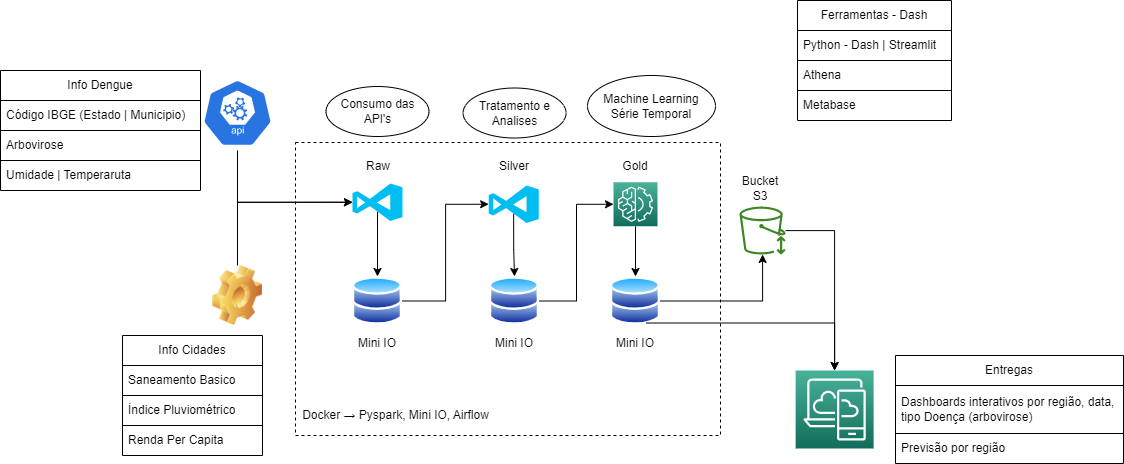 Ferramentas - Dash
Python - Dash | Streamlit
Athena
Metabase
Info Dengue
Código IBGE (Estado | Municipio)
Arbovirose
Umidade | Temperaruta
api
Consumo das
API's
Tratamento e
Analises
Machine Learning
Série Temporal
Raw
Silver
Gold
Bucket
S3
Mini IO
Mini IO
Mini IO
Info Cidades
Saneamento Basico
Índice Pluviométrico
Renda Per Capita
Docker → Pyspark, Mini IO, Airflow
Entregas
Dashboards interativos por região, data,
tipo Doença (arbovirose)
Previsão por região